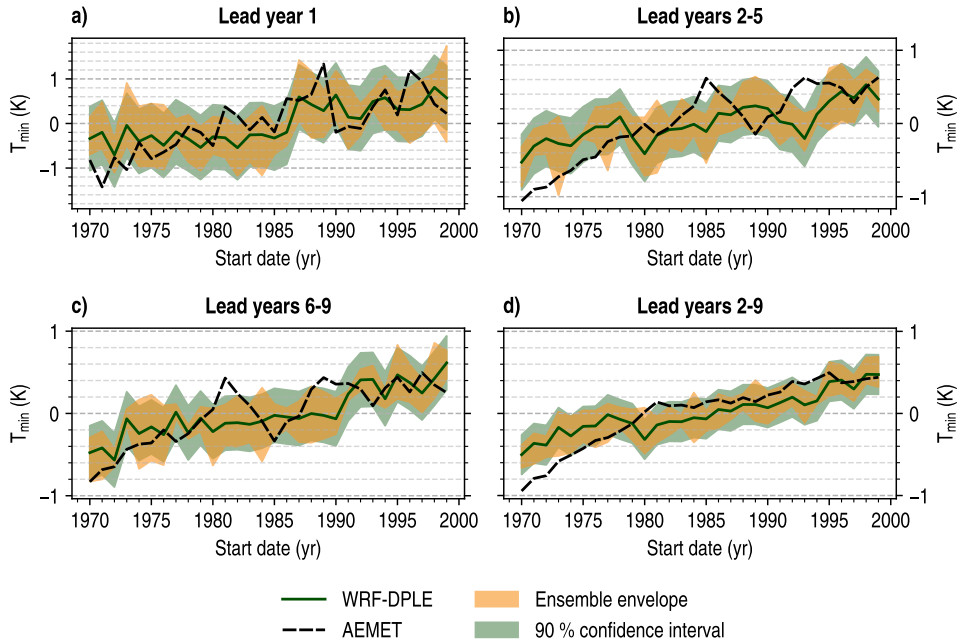 a) Lead year 1
b) Lead years 2-5
T_min (K)
1
0
−1
1970 1975 1980 1985 1990 1995 2000
Start date (yr)
1
0
−1
T_min (K)
1970 1975 1980 1985 1990 1995 2000
Start date (yr)
c) Lead years 6-9
d) Lead years 2-9
T_min (K)
1
0
−1
1970 1975 1980 1985 1990 1995 2000
Start date (yr)
1
0
−1
T_min (K)
1970 1975 1980 1985 1990 1995 2000
Start date (yr)
WRF-DPLE
Ensemble envelope
AEMET
90 % confidence interval